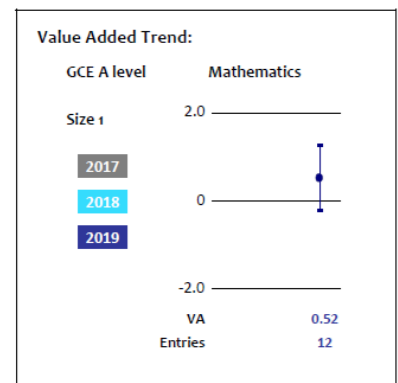 Value Added Trend:
GCE A level Mathematics
Size 1
2.0
2017
2018
0
2019
-2.0
VA 0.52
Entries 12